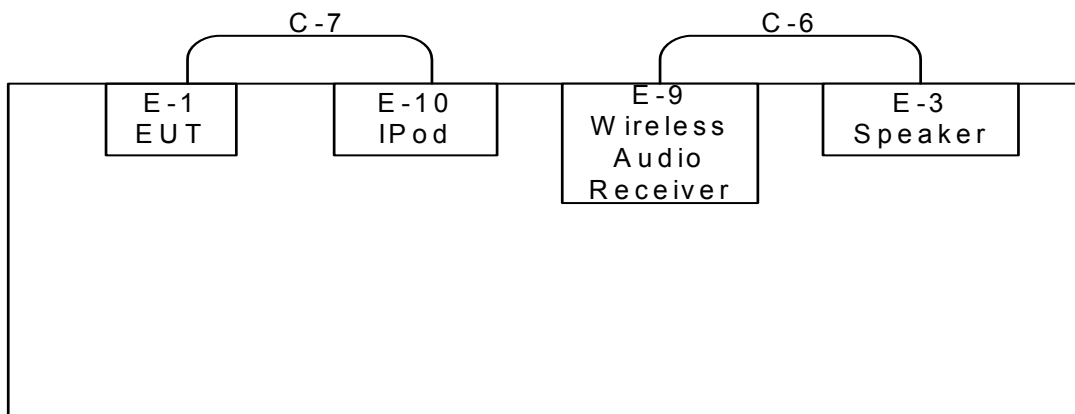 C-7
C-6
E-1
EUT
E-10
IPod
E-9
Wireless
Audio
Receiver
E-3
Speaker